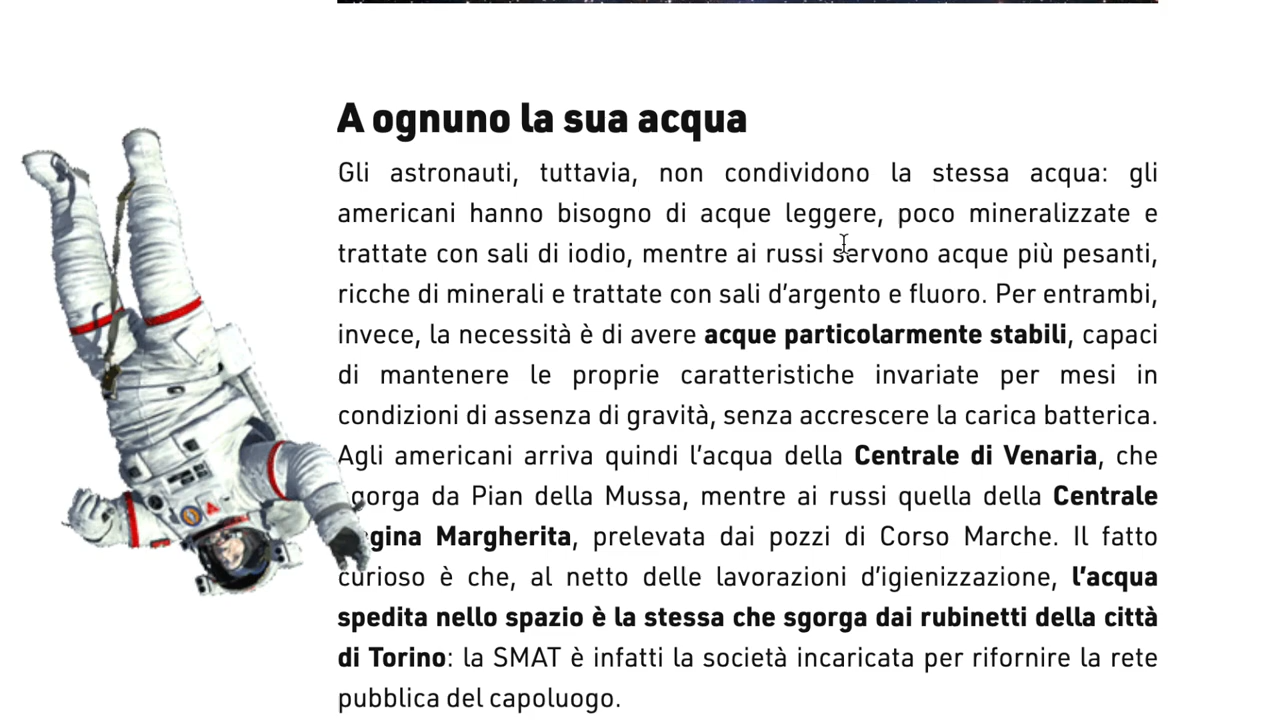 A ognuno la sua acqua
Gli astronauti, tuttavia, non condividono la stessa acqua: gli
americani hanno bisogno di acque leggere, poco mineralizzate e
trattate con sali di iodio, mentre ai russi servono acque più pesanti,
ricche di minerali e trattate con sali d’argento e fluoro. Per entrambi,
invece, la necessità è di avere acque particolarmente stabili, capaci
di mantenere le proprie caratteristiche invariate per mesi in
condizioni di assenza di gravità, senza accrescere la carica batterica.
Agli americani arriva quindi l’acqua della Centrale di Venaria, che
sgorga da Pian della Mussa, mentre ai russi quella della Centrale
Regina Margherita, prelevata dai pozzi di Corso Marche. Il fatto
curioso è che, al netto delle lavorazioni d’igienizzazione, l’acqua
spedita nello spazio è la stessa che sgorga dai rubinetti della città
di Torino: la SMAT è infatti la società incaricata per rifornire la rete
pubblica del capoluogo.